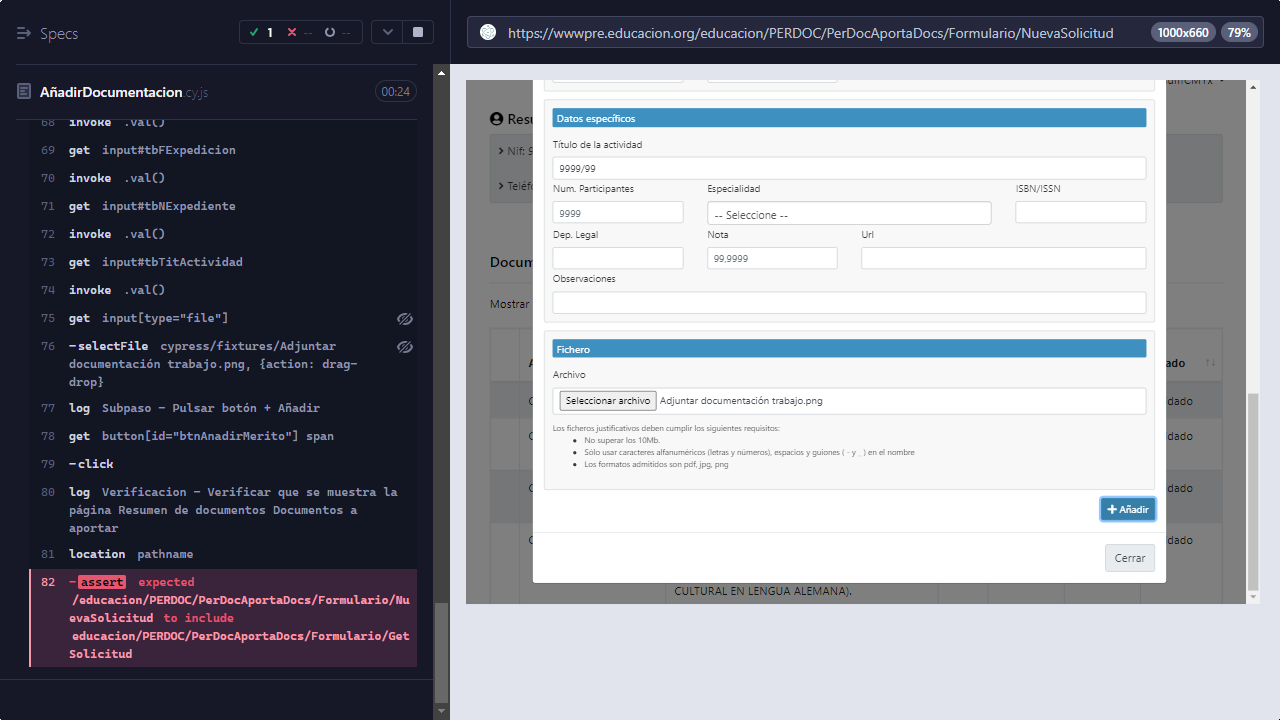 Specs
1 -- --
https://wwwpre.educacion.org/educacion/PERDOC/PerDocAportaDocs/Formulario/NuevaSolicitud
1000x660 79%
AñadirDocumentacion.cy.js 00:24
68 invoke .val()
69 get input#tbFExpedicion
70 invoke .val()
71 get input#tbNExpediente
72 invoke .val()
73 get input#tbTitActividad
74 invoke .val()
75 get input[type="file"]
76 -selectFile cypress/fixtures/Adjuntar
documentación trabajo.png, {action: drag-
drop}
77 log Subpaso - Pulsar botón + Añadir
78 get button[id="btnAnadirMerito"] span
79 -click
80 log Verificacion - Verificar que se muestra la
página Resumen de documentos Documentos a
aportar
81 location pathname
82 -assert expected
/educacion/PERDOC/PerDocAportaDocs/Formulario/Nu
evaSolicitud to include
educacion/PERDOC/PerDocAportaDocs/Formulario/Get
Solicitud
Resu
Nif:
Teléfo
Docum
Mostrar
Datos específicos
Título de la actividad
9999/99
Num. Participantes Especialidad ISBN/ISSN
9999 -- Seleccione --
Dep. Legal Nota Url
99,9999
Observaciones
Fichero
Archivo
Seleccionar archivo Adjuntar documentación trabajo.png
Los ficheros justificativos deben cumplir los siguientes requisitos:
No superar los 10Mb.
Sólo usar caracteres alfanuméricos (letras y números), espacios y guiones ( - y _ ) en el nombre
Los formatos admitidos son pdf, jpg, png
+ Añadir
Cerrar
ado
dado
dado
dado
dado
CULTURAL EN LENGUA ALEMANA).